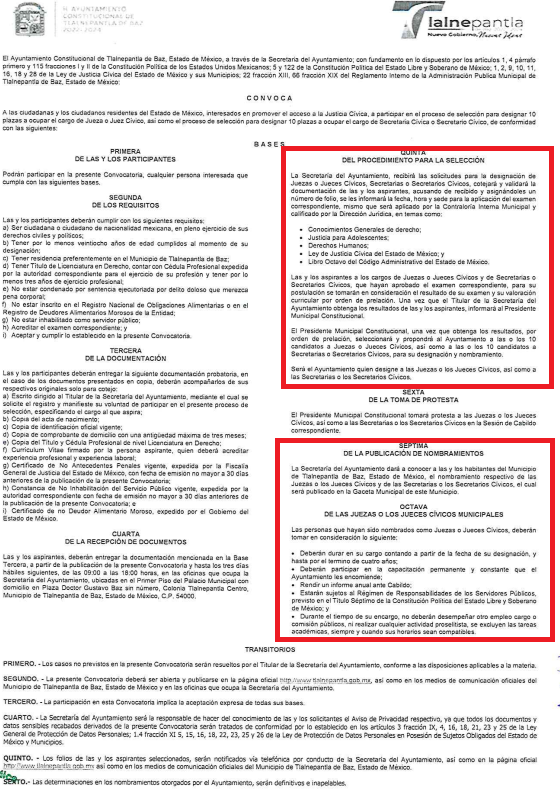 H. AYUNTAMIENTO
CONSTITUCIONAL DE
TLALNEPANTLA DE BAZ
2022 - 2024
Tlalnepantla
Nuevo Gobierno, Nuevo Guzt
El Ayuntamiento Constitucional de Tlalnepantla de Baz, Estado de México, a través de la Secretaría del Ayuntamiento; con fundamento en lo dispuesto por los artículos 1, 4 párrafo
primero y 115 fracciones I y II de la Constitución Política de los Estados Unidos Mexicanos; 5 y 122 de la Constitución Política del Estado Libre y Soberano de México; 1, 2, 9, 10, 11,
16, 18 y 28 de la Ley de Justicia Cívica del Estado de México y sus Municipios; 22 fracción XIII, 66 fracción XIX del Reglamento Interno de la Administración Publica Municipal de
Tlalnepantla de Baz, Estado de México:
C O N V O C A
A las ciudadanas y los ciudadanos residentes del Estado de México, interesados en promover el acceso a la Justicia Cívica, a participar en el proceso de selección para designar 10
plazas a ocupar el cargo de Jueza o Juez Cívico, así como el proceso de selección para designar 10 plazas a ocupar el cargo de Secretaria Cívica o Secretario Cívico, de conformidad
con las siguientes:
B A S E S
PRIMERA
DE LAS Y LOS PARTICIPANTES
Podrán participar en la presente Convocatoria, cualquier persona interesada que
cumpla con las siguientes bases.
SEGUNDA
DE LOS REQUISITOS
Las y los participantes deberán cumplir con los siguientes requisitos:
a) Ser ciudadana o ciudadano de nacionalidad mexicana, en pleno ejercicio de sus
derechos civiles y políticos;
b) Tener por lo menos veintiocho años de edad cumplidos al momento de su
designación;
c) Tener residencia preferentemente en el Municipio de Tlalnepantla de Baz;
d) Tener Título de Licenciatura en Derecho, contar con Cédula Profesional expedida
por la autoridad correspondiente para el ejercicio de su profesión y tener por lo
menos tres años de ejercicio profesional;
e) No estar condenado por sentencia ejecutoriada por delito doloso que merezca
pena corporal;
f) No estar inscrito en el Registro Nacional de Obligaciones Alimentarias o en el
Registro de Deudores Alimentarios Morosos de la Entidad;
g) No estar inhabilitado como servidor público;
h) Acreditar el examen correspondiente; y
i) Aceptar y cumplir lo establecido en la presente Convocatoria.
TERCERA
DE LA DOCUMENTACIÓN
Las y los participantes deberán entregar la siguiente documentación probatoria, en
el caso de los documentos presentados en copia, deberán acompañarlos de sus
respectivos originales solo para cotejo:
a) Escrito dirigido al Titular de la Secretaría del Ayuntamiento, mediante el cual se
solicite el registro y manifieste su voluntad de participar en el presente proceso de
selección, especificando el cargo al que aspira;
b) Copia del acta de nacimiento;
c) Copia de identificación oficial vigente;
d) Copia de comprobante de domicilio con una antigüedad máxima de tres meses;
e) Copia del Título y Cédula Profesional de nivel Licenciatura en Derecho;
f) Curriculum Vitae firmado por la persona aspirante, quien deberá acreditar
experiencia profesional y experiencia laboral;
g) Certificado de No Antecedentes Penales vigente, expedida por la Fiscalía
General de Justicia del Estado de México, con fecha de emisión no mayor a 30 días
anteriores de la publicación de la presente Convocatoria;
h) Constancia de No Inhabilitación del Servicio Público vigente, expedida por la
autoridad correspondiente con fecha de emisión no mayor a 30 días anteriores de
la publicación de la presente Convocatoria; e
i) Certificado de no Deudor Alimentario Moroso, expedido por el Gobierno del
Estado de México.
CUARTA
DE LA RECEPCIÓN DE DOCUMENTOS
Las y los aspirantes, deberán entregar la documentación mencionada en la Base
Tercera, a partir de la publicación de la presente Convocatoria y hasta los tres días
hábiles siguientes, de las 09:00 a las 18:00 horas, en las oficinas que ocupa la
Secretaría del Ayuntamiento, ubicadas en el Primer Piso del Palacio Municipal con
domicilio en Plaza Doctor Gustavo Baz sin número, Colonia Tlalnepantla Centro,
Municipio de Tlalnepantla de Baz, Estado de México, C.P. 54000.
QUINTA
DEL PROCEDIMIENTO PARA LA SELECCIÓN
La Secretaría del Ayuntamiento, recibirá las solicitudes para la designación de
Juezas o Jueces Cívicos, Secretarias o Secretarios Cívicos, cotejará y validará la
documentación de las y los aspirantes, acusando de recibido y asignándoles un
número de folio, se les informará la fecha, hora y sede para la aplicación del examen
correspondiente, mismo que será aplicado por la Contraloría Interna Municipal y
calificado por la Dirección Jurídica, en temas como:
• Conocimientos Generales de derecho;
• Justicia para Adolescentes;
• Derechos Humanos;
• Ley de Justicia Cívica del Estado de México; y
• Libro Octavo del Código Administrativo del Estado de México.
Las y los aspirantes a los cargos de Juezas o Jueces Cívicos y de Secretarias o
Secretarios Cívicos, que hayan aprobado el examen correspondiente, para su
postulación se tomarán en consideración el resultado de su examen y su valoración
curricular por orden de prelación. Una vez que el Titular de la Secretaría del
Ayuntamiento obtenga los resultados de las y los aspirantes, informará al Presidente
Municipal Constitucional.
El Presidente Municipal Constitucional, una vez que obtenga los resultados, por
orden de prelación, seleccionará y propondrá al Ayuntamiento a las o los 10
candidatos a Juezas o Jueces Cívicos, así como a las o los 10 candidatos a
Secretarias o Secretarios Cívicos, para su designación y nombramiento.
Será el Ayuntamiento quien designe a las Juezas o los Jueces Cívicos, así como a
las Secretarias o los Secretarios Cívicos.
SEXTA
DE LA TOMA DE PROTESTA
El Presidente Municipal Constitucional tomará protesta a las Juezas o los Jueces
Cívicos, así como a las Secretarias o los Secretarios Cívicos en la Sesión de Cabildo
correspondiente.
SÉPTIMA
DE LA PUBLICACIÓN DE NOMBRAMIENTOS
La Secretaría del Ayuntamiento dará a conocer a las y los habitantes del Municipio
de Tlalnepantla de Baz, Estado de México, el nombramiento respectivo de las
Juezas o los Jueces Cívicos y de las Secretarias o los Secretarios Cívicos, el cual
será publicado en la Gaceta Municipal de este Municipio.
OCTAVA
DE LAS JUEZAS O LOS JUECES CÍVICOS MUNICIPALES
Las personas que hayan sido nombrados como Juezas o Jueces Cívicos, deberán
tomar en consideración lo siguiente:
• Deberán durar en su cargo contando a partir de la fecha de su designación, y
hasta por el termino de cuatro años;
• Deberán participar en la capacitación permanente y constante que el
Ayuntamiento les encomiende;
• Rendir un informe anual ante Cabildo;
• Estarán sujetas al Régimen de Responsabilidades de los Servidores Públicos,
previsto en el Título Séptimo de la Constitución Política del Estado Libre y Soberano
de México; y
• Durante el tiempo de su encargo, no deberán desempeñar otro empleo cargo o
comisión públicos, ni realizar cualquier actividad proselitista, se excluyen las tareas
académicas, siempre y cuando sus horarios sean compatibles.
TRANSITORIOS
PRIMERO. - Los casos no previstos en la presente Convocatoria serán resueltos por el Titular de la Secretaría del Ayuntamiento, conforme a las disposiciones aplicables a la materia.
SEGUNDO. - La presente Convocatoria deberá ser abierta y publicarse en la página oficial http://www.tlalnepantla.gob.mx, así como en los medios de comunicación oficiales del
Municipio de Tlalnepantla de Baz, Estado de México y en las oficinas que ocupa la Secretaría del Ayuntamiento.
TERCERO. - La participación en esta Convocatoria implica la aceptación expresa de todas sus bases.
CUARTO. - La Secretaría del Ayuntamiento será la responsable de hacer del conocimiento de las y los solicitantes el Aviso de Privacidad respectivo, ya que todos los documentos y
datos sensibles recabados derivados de la presente Convocatoria serán tratados de conformidad por lo establecido en los artículos 3 fracción IX, 4, 16, 18, 21, 23 y 25 de la Ley
General de Protección de Datos Personales; 1.4 fracción XI 5, 15, 16, 18, 22, 23, 25 y 26 de la Ley de Protección de Datos Personales en Posesión de Sujetos Obligados del Estado de
México y Municipios.
QUINTO. - Los folios de las y los aspirantes seleccionados, serán notificados vía telefónica por conducto de la Secretaría del Ayuntamiento, así como en la página oficial
http://www.tlalnepantla.gob.mx así como en los medios de comunicación oficiales del Municipio de Tlalnepantla de Baz, Estado de México.
SEXTO.- Las determinaciones en los nombramientos otorgados por el Ayuntamiento, serán definitivos e inapelables.